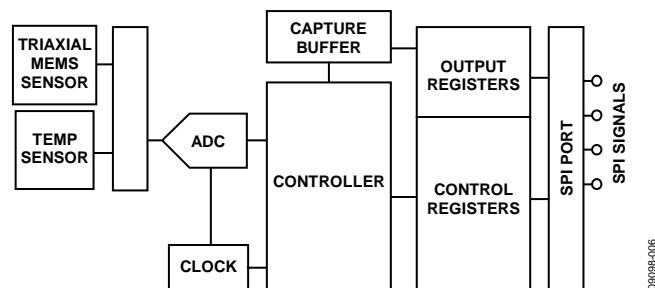 TRIAXIAL
MEMS
SENSOR
TEMP
SENSOR
ADC
CLOCK
CAPTURE
BUFFER
CONTROLLER
OUTPUT
REGISTERS
CONTROL
REGISTERS
SPI PORT
SPI SIGNALS
09098-006